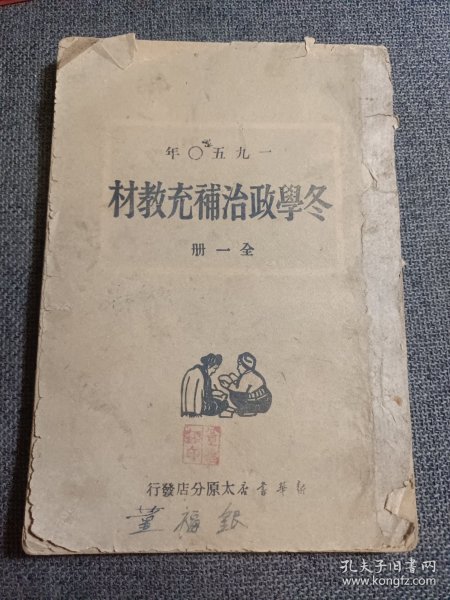 一九五〇年
冬學政治補充教材
全一册
新華書店太原分店發行
董福銀
孔夫子旧书网
www.kongfz.com